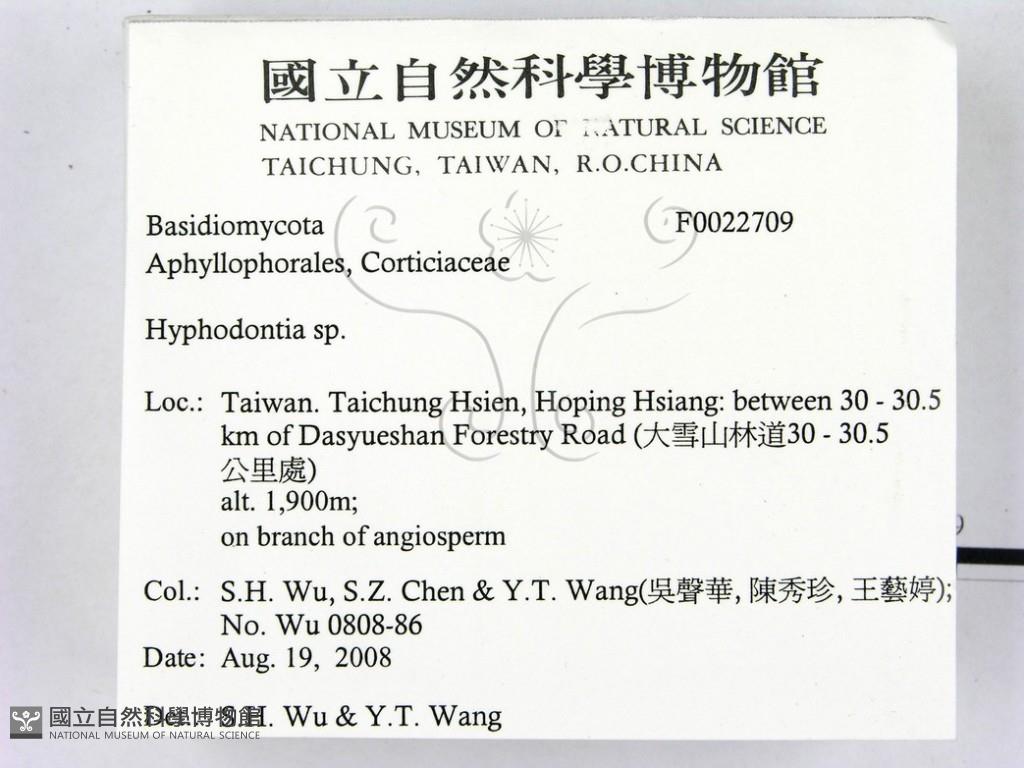 國立自然科學博物館
NATIONAL MUSEUM OF NATURAL SCIENCE
TAICHUNG, TAIWAN, R.O.CHINA
Basidiomycota F0022709
Aphyllophorales, Corticiaceae
Hyphodontia sp.
Loc.: Taiwan. Taichung Hsien, Hoping Hsiang: between 30 - 30.5
km of Dasyueshan Forestry Road (大雪山林道30 - 30.5
公里處)
alt. 1,900m;
on branch of angiosperm
Col.: S.H. Wu, S.Z. Chen & Y.T. Wang(吳聲華, 陳秀珍, 王藝婷);
No. Wu 0808-86
Date: Aug. 19, 2008
Det.: S.H. Wu & Y.T. Wang
國立自然科學博物館
NATIONAL MUSEUM OF NATURAL SCIENCE